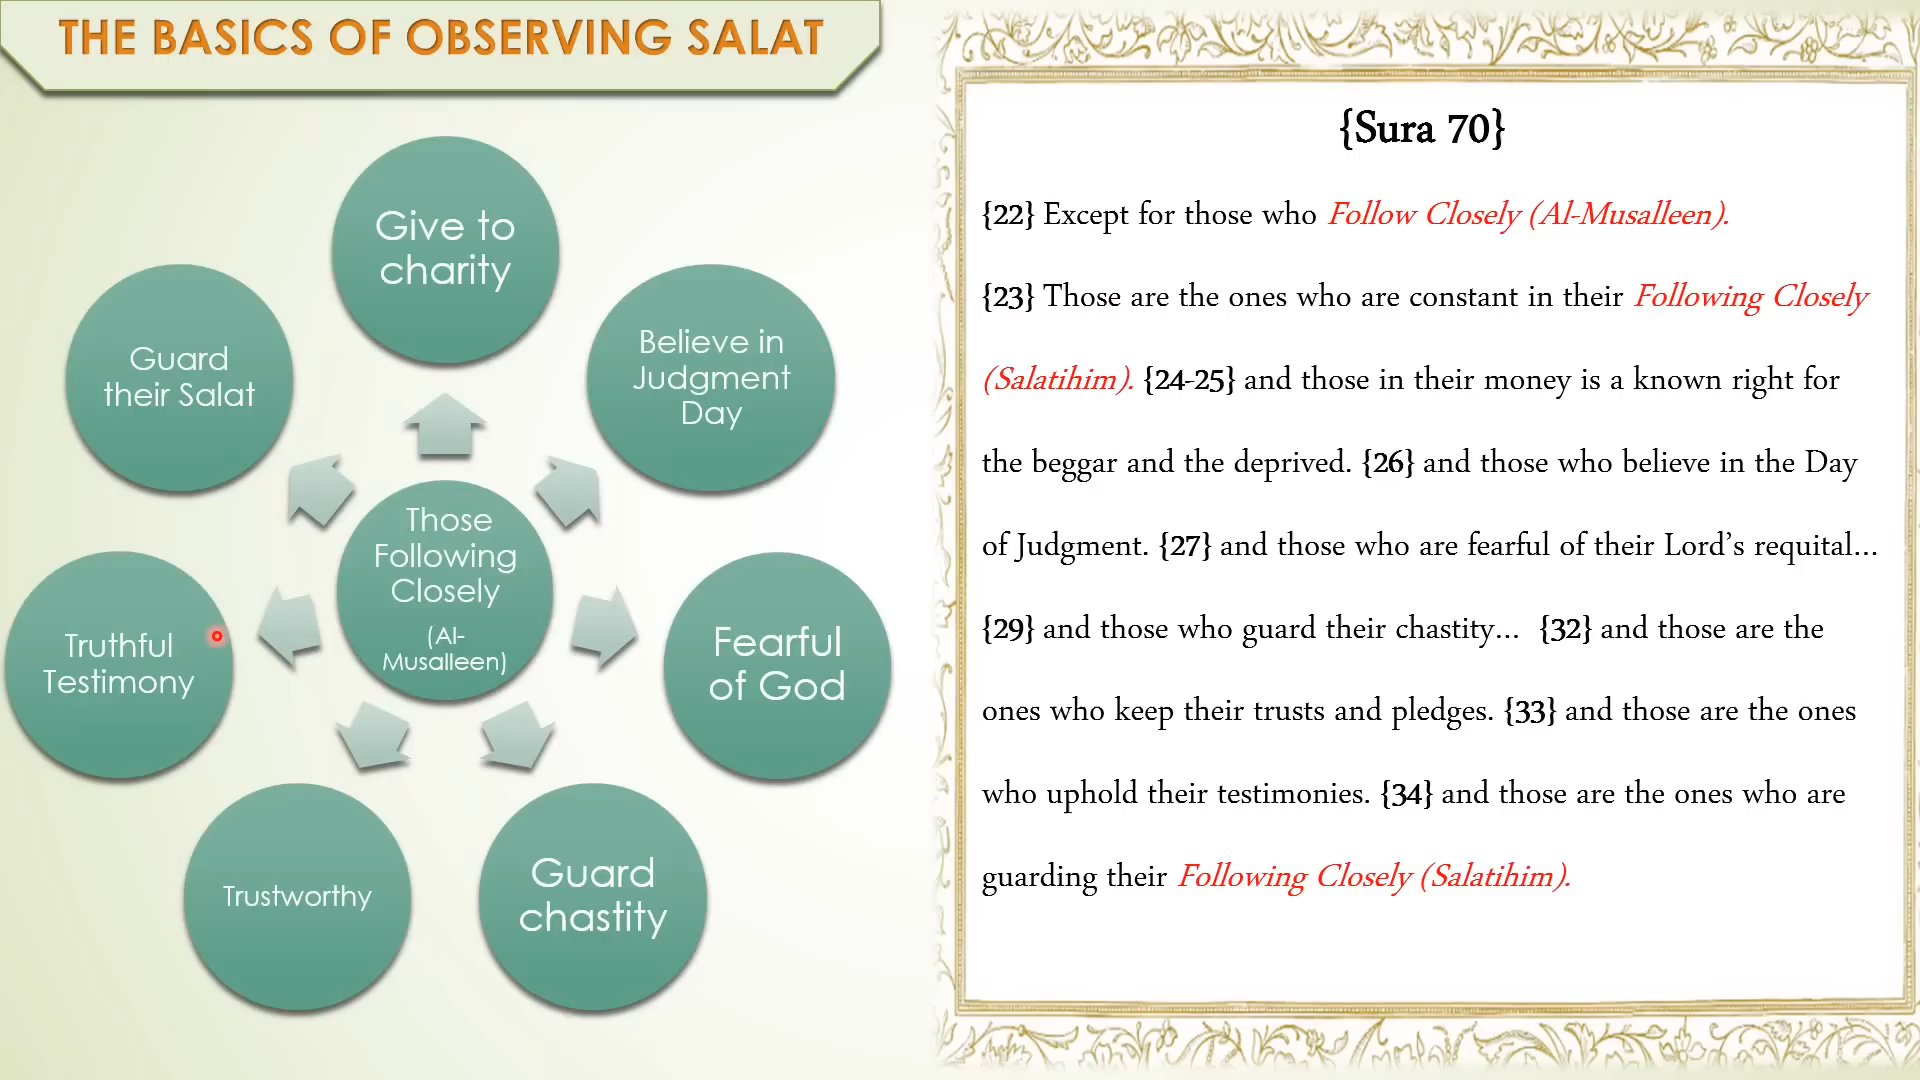 THE BASICS OF OBSERVING SALAT
Give to
charity
Believe in
Judgment
Day
Fearful
of God
Guard
chastity
Trustworthy
Truthful
Testimony
Guard
their Salat
Those
Following
Closely
(Al-
Musalleen)
{Sura 70}
{22} Except for those who Follow Closely (Al-Musalleen).
{23} Those are the ones who are constant in their Following Closely
(Salatihim). {24-25} and those in their money is a known right for
the beggar and the deprived. {26} and those who believe in the Day
of Judgment. {27} and those who are fearful of their Lord’s requital...
{29} and those who guard their chastity... {32} and those are the
ones who keep their trusts and pledges. {33} and those are the ones
who uphold their testimonies. {34} and those are the ones who are
guarding their Following Closely (Salatihim).